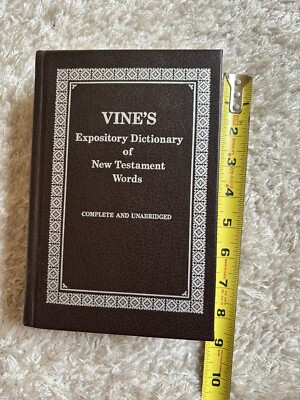 VINE'S
Expository Dictionary
of
New Testament
Words
COMPLETE AND UNABRIDGED
2
3
4
5
6
7
8
9
10